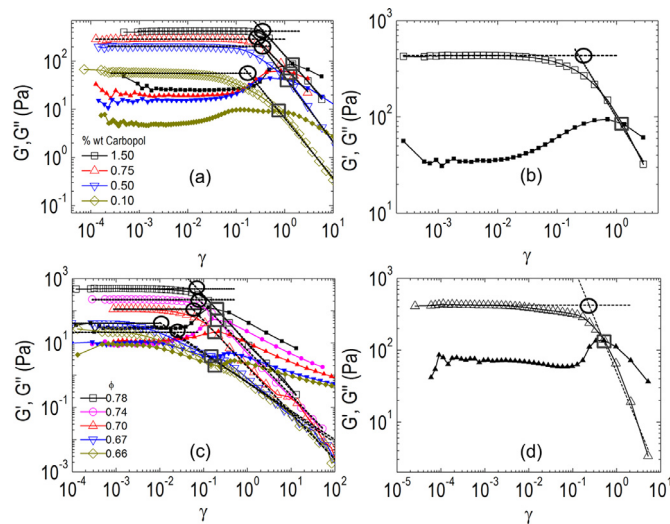 G', G'' (Pa)
10²
10¹
10⁰
10⁻¹
% wt Carbopol
1.50
0.75
0.50
0.10
(a)
10⁻⁴ 10⁻³ 10⁻² 10⁻¹ 10⁰ 10¹
γ
G', G'' (Pa)
10³
10²
10¹
(b)
10⁻³ 10⁻² 10⁻¹ 10⁰ 10¹
γ
G', G'' (Pa)
10³
10¹
10⁻¹
10⁻³
ϕ
0.78
0.74
0.70
0.67
0.66
(c)
10⁻⁴ 10⁻³ 10⁻² 10⁻¹ 10⁰ 10¹ 10²
γ
G', G'' (Pa)
10³
10²
10¹
(d)
10⁻⁵ 10⁻⁴ 10⁻³ 10⁻² 10⁻¹ 10⁰ 10¹
γ